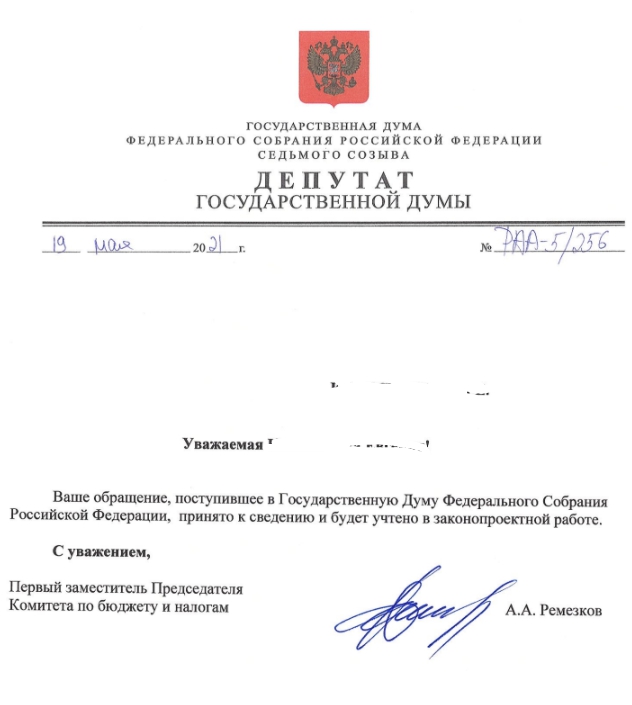 ГОСУДАРСТВЕННАЯ ДУМА
ФЕДЕРАЛЬНОГО СОБРАНИЯ РОССИЙСКОЙ ФЕДЕРАЦИИ
СЕДЬМОГО СОЗЫВА
ДЕПУТАТ
ГОСУДАРСТВЕННОЙ ДУМЫ
19 мая 2021 г. № РАА-5/256
Уважаемая
Ваше обращение, поступившее в Государственную Думу Федерального Собрания
Российской Федерации, принято к сведению и будет учтено в законопроектной работе.
С уважением,
Первый заместитель Председателя
Комитета по бюджету и налогам
А.А. Ремезков